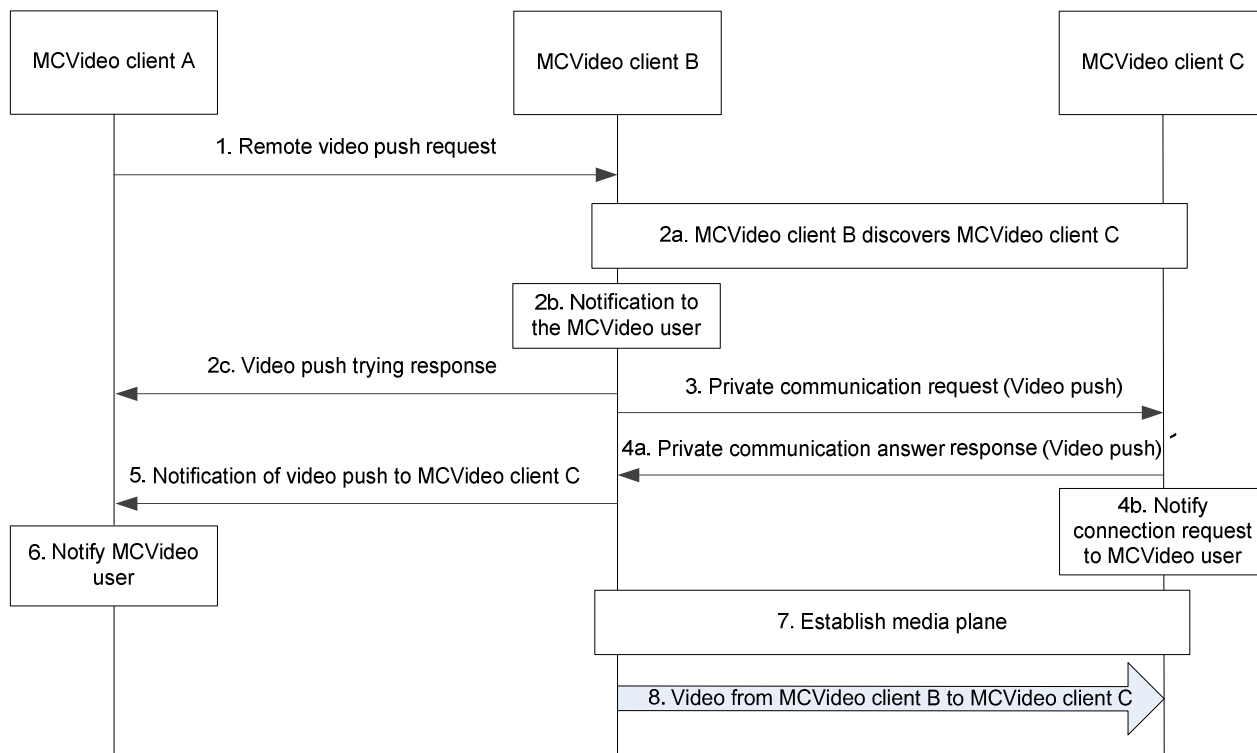 MCVideo client A
MCVideo client B
MCVideo client C
1. Remote video push request
2a. MCVideo client B discovers MCVideo client C
2b. Notification to
the MCVideo user
2c. Video push trying response
3. Private communication request (Video push)
4a. Private communication answer response (Video push)
5. Notification of video push to MCVideo client C
4b. Notify
connection request
to MCVideo user
6. Notify MCVideo
user
7. Establish media plane
8. Video from MCVideo client B to MCVideo client C